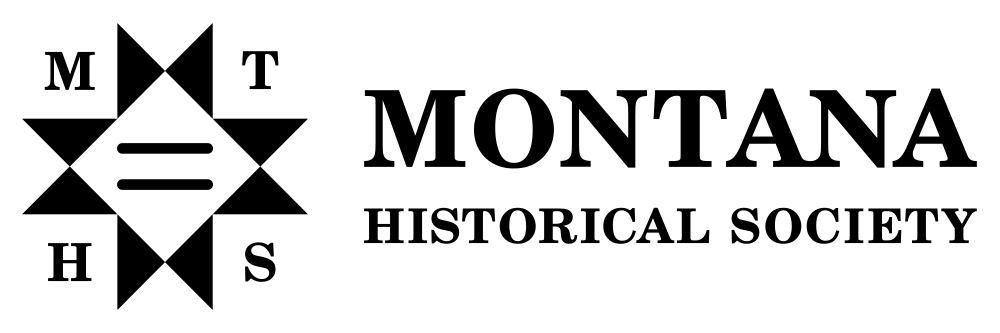 M T
H S
MONTANA
HISTORICAL SOCIETY